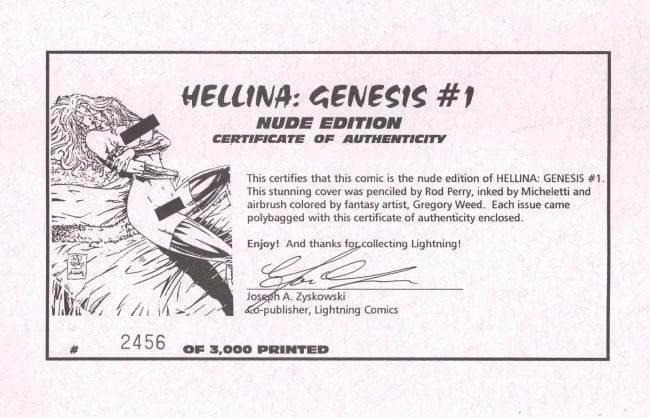 HELLINA: GENESIS #1
NUDE EDITION
CERTIFICATE OF AUTHENTICITY
This certifies that this comic is the nude edition of HELLINA: GENESIS #1.
This stunning cover was penciled by Rod Perry, inked by Micheletti and
airbrush colored by fantasy artist, Gregory Weed. Each issue came
polybagged with this certificate of authenticity enclosed.
Enjoy! And thanks for collecting Lightning!
Joseph A. Zyskowski
Co-publisher, Lightning Comics
# 2456 OF 3,000 PRINTED